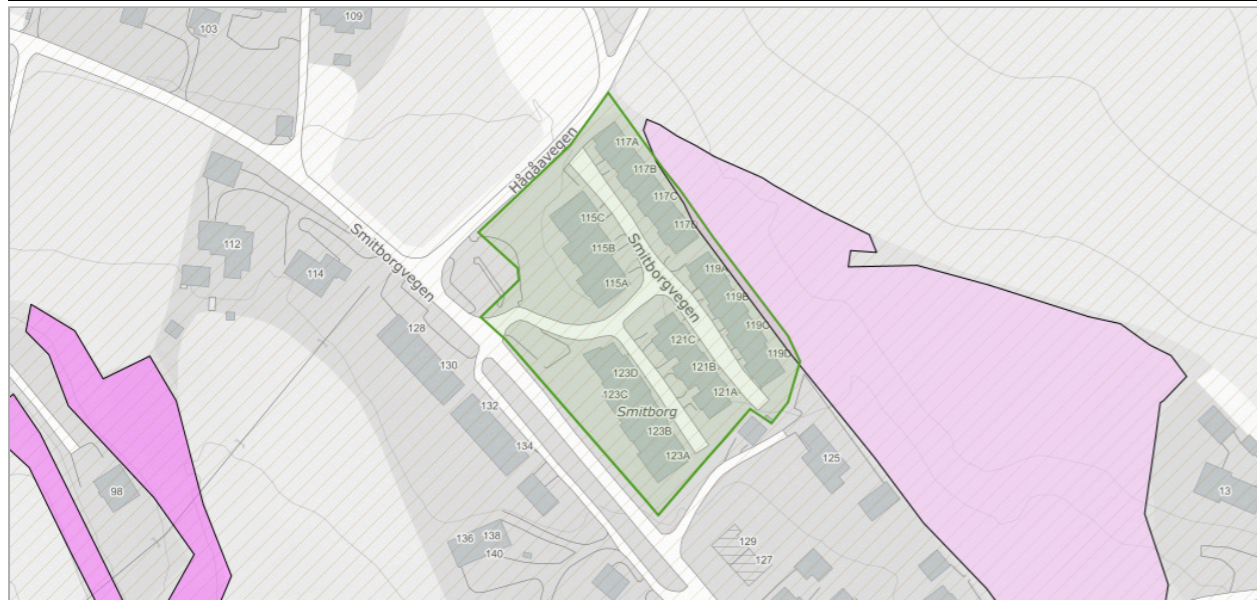 103
109
Hågåavegen
117A
117B
117C
117D
115C
115B
115A
Smitborgvegen
112
114
Smitborgvegen
119A
119B
119C
119D
128
130
121C
121B
121A
123D
123C
Smitborg
123B
123A
132
134
125
98
13
136
138
140
129
127